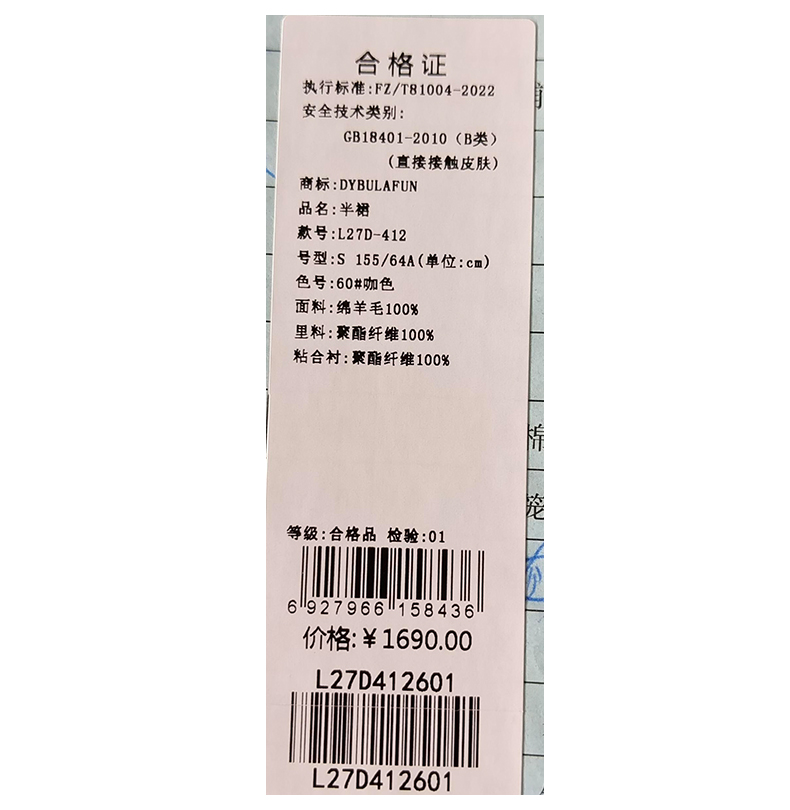 合格证
执行标准:FZ/T81004-2022
安全技术类别:
GB18401-2010（B类）
(直接接触皮肤)
商标:DYBULAFUN
品名:半裙
款号:L27D-412
号型:S 155/64A(单位:cm)
色号:60#咖色
面料:绵羊毛100%
里料:聚酯纤维100%
粘合衬:聚酯纤维100%
等级:合格品 检验:01
6 927966 158436
价格:¥1690.00
L27D412601
L27D412601
棉
笼